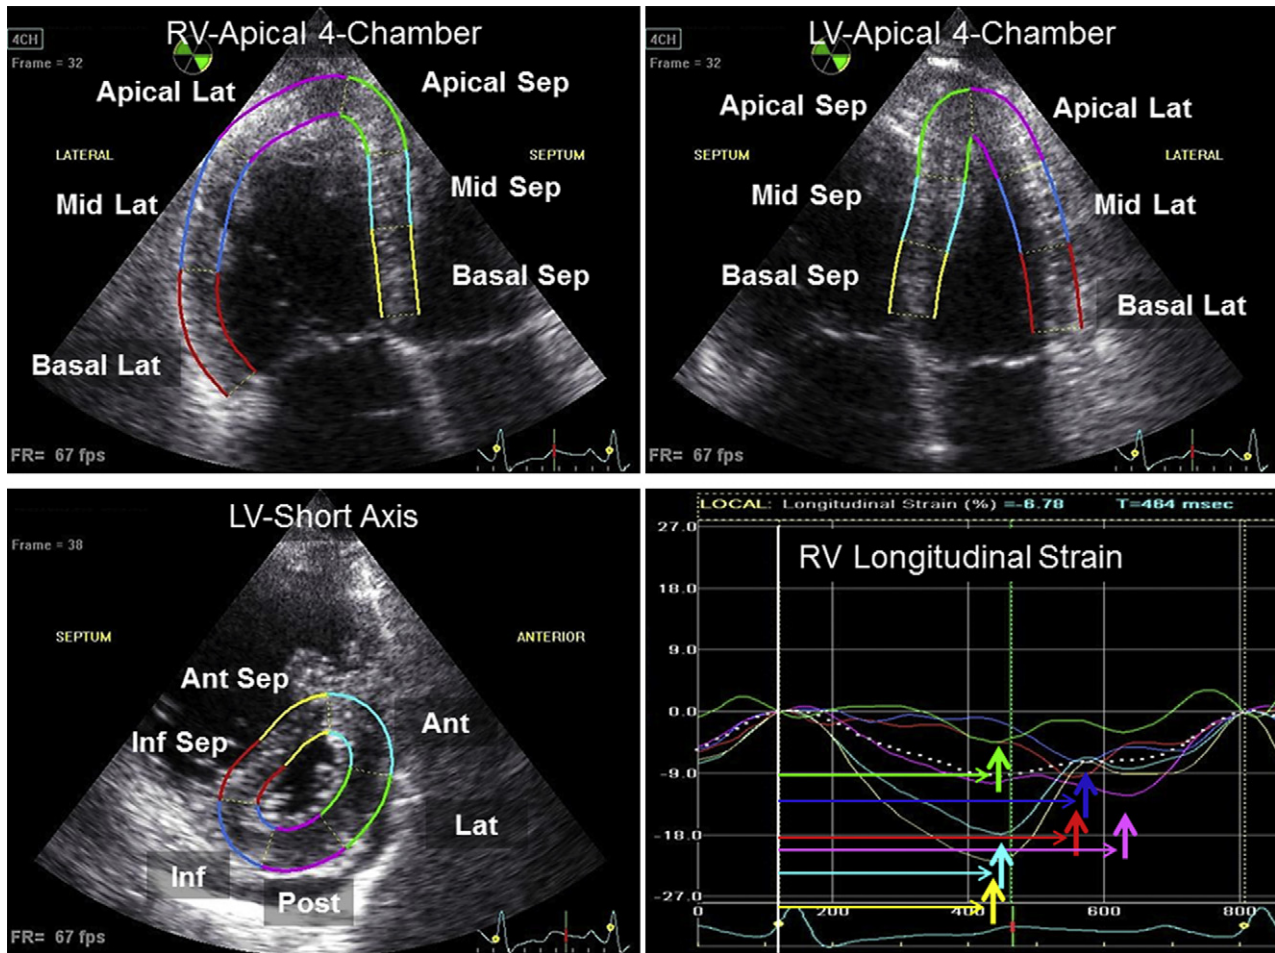 RV-Apical 4-Chamber
4CH
Frame = 32
Apical Lat
Apical Sep
LATERAL
SEPTUM
Mid Lat
Mid Sep
Basal Sep
Basal Lat
FR= 67 fps
LV-Apical 4-Chamber
4CH
Frame = 32
Apical Sep
Apical Lat
SEPTUM
LATERAL
Mid Sep
Mid Lat
Basal Sep
Basal Lat
FR= 67 fps
LV-Short Axis
Frame = 38
SEPTUM
ANTERIOR
Ant Sep
Ant
Inf Sep
Lat
Inf
Post
FR= 67 fps
LOCAL: Longitudinal Strain (%) =-6.78 T=464 msec
27.0
RV Longitudinal Strain
18.0
9.0
0.0
-9.0
-18.0
-27.0
0 200 400 600 800